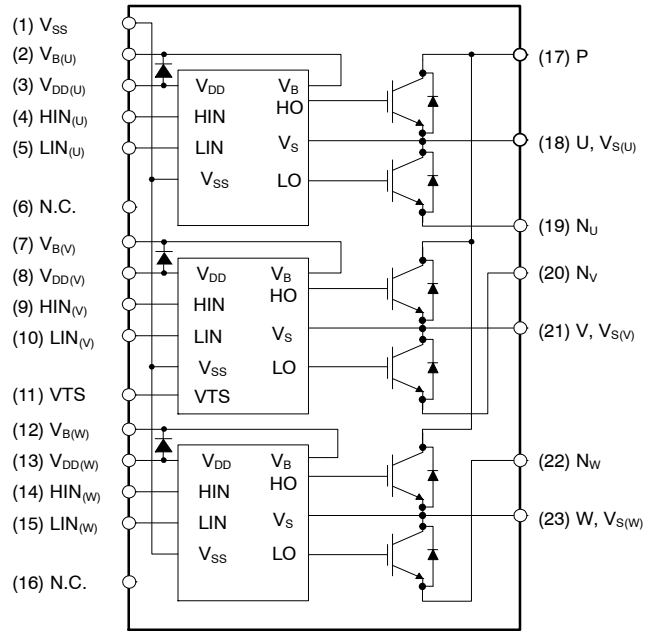 (1) VSS
(2) VB(U)
(3) VDD(U)
(4) HIN(U)
(5) LIN(U)
(6) N.C.
(7) VB(V)
(8) VDD(V)
(9) HIN(V)
(10) LIN(V)
(11) VTS
(12) VB(W)
(13) VDD(W)
(14) HIN(W)
(15) LIN(W)
(16) N.C.
VDD
HIN
LIN
VSS
VB
HO
VS
LO
VDD
HIN
LIN
VSS
VTS
VB
HO
VS
LO
VDD
HIN
LIN
VSS
VB
HO
VS
LO
(17) P
(18) U, VS(U)
(19) NU
(20) NV
(21) V, VS(V)
(22) NW
(23) W, VS(W)